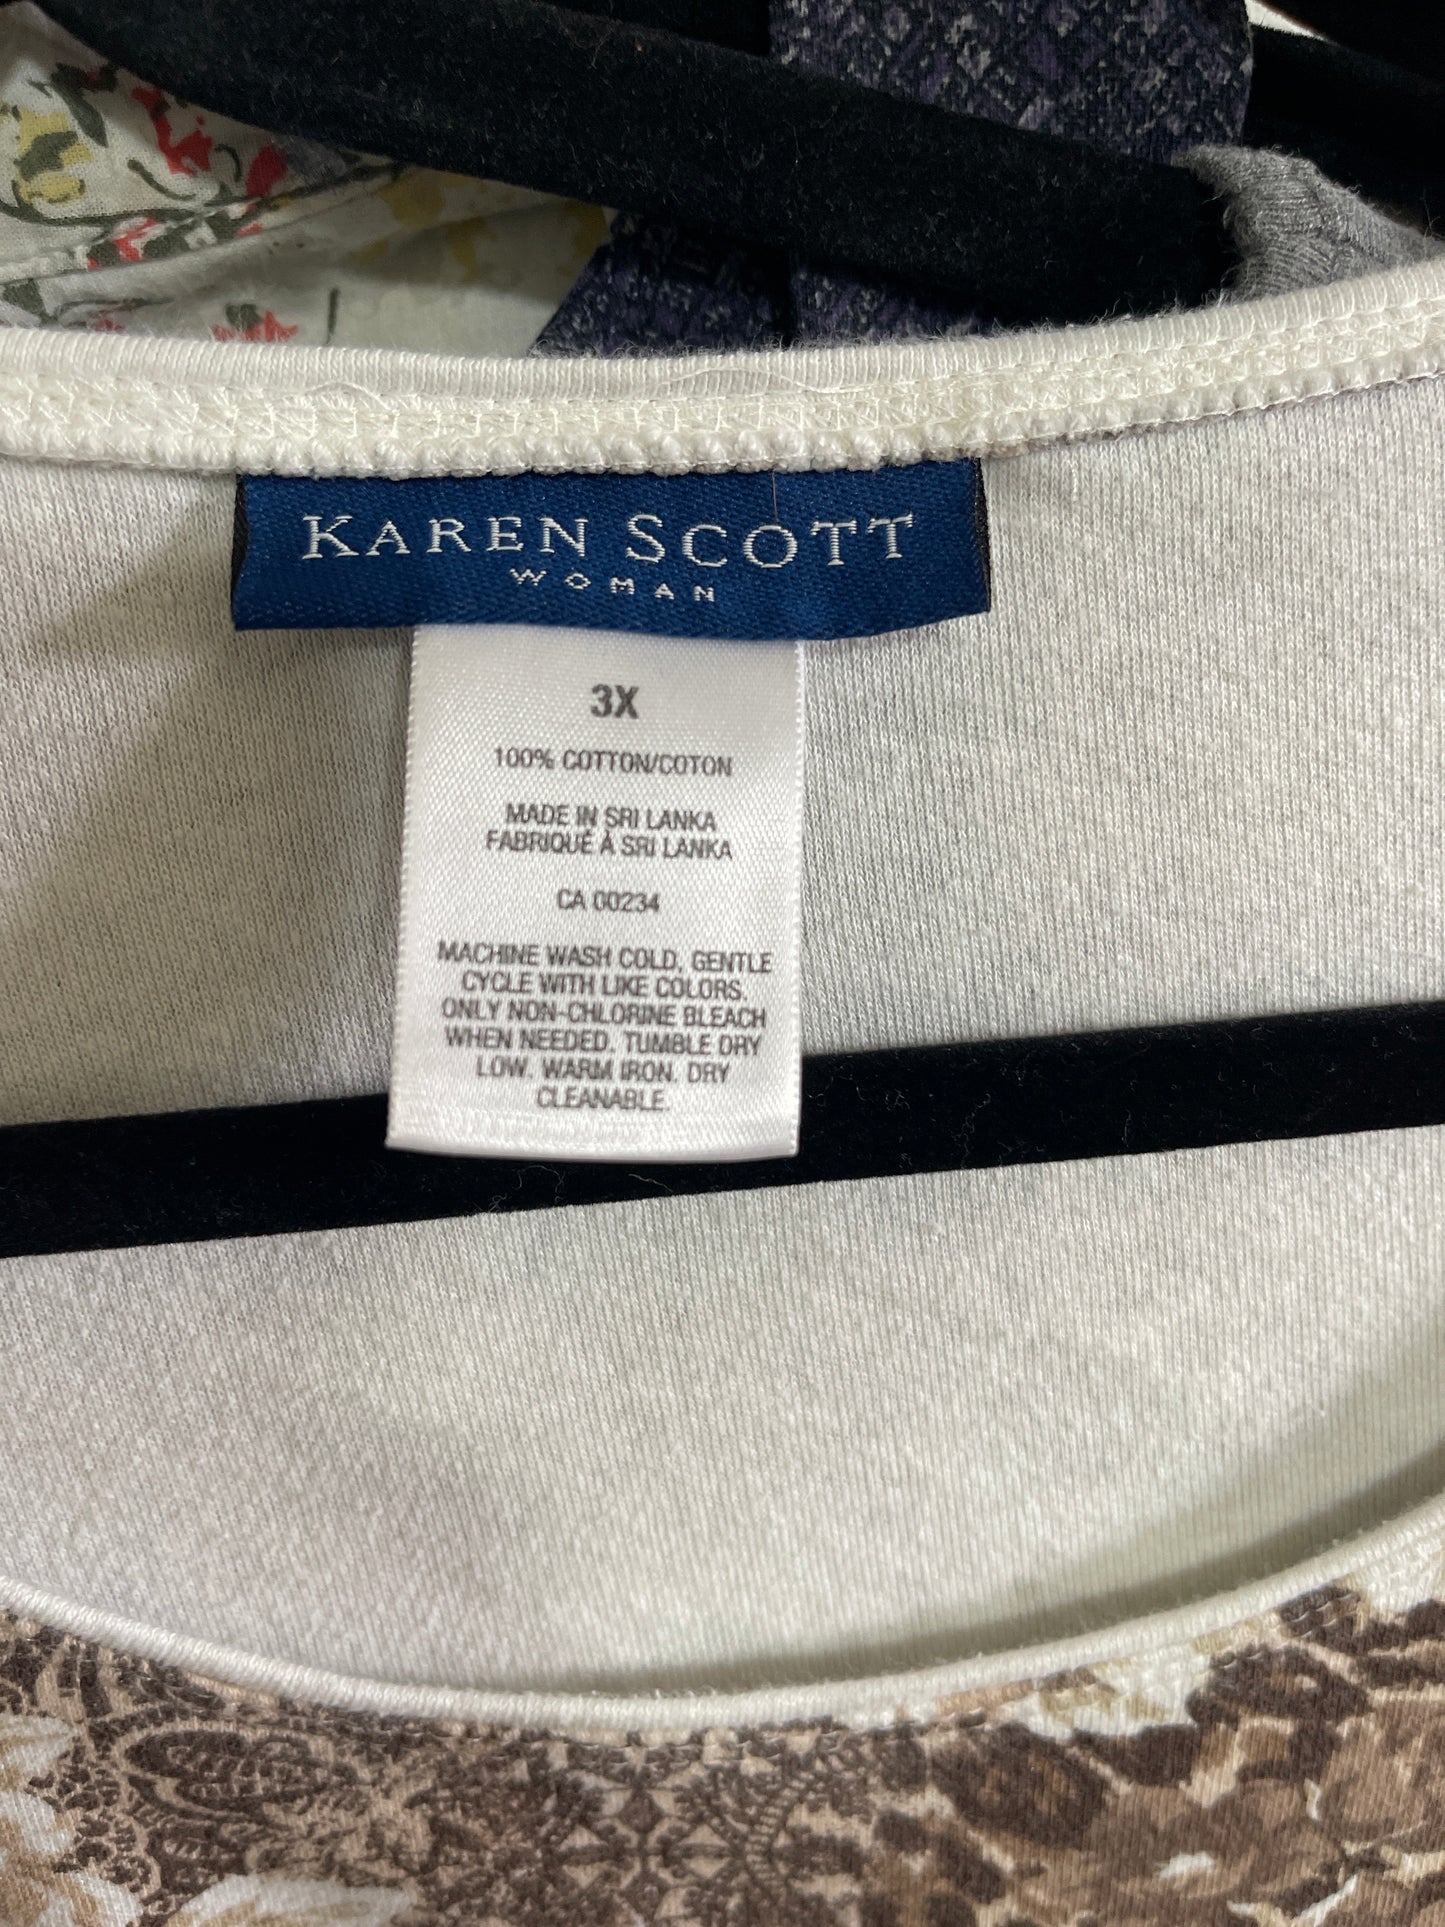 KAREN SCOTT
WOMAN
3X
100% COTTON/COTON
MADE IN SRI LANKA
FABRIQUÉ À SRI LANKA
CA 00234
MACHINE WASH COLD, GENTLE
CYCLE WITH LIKE COLORS.
ONLY NON-CHLORINE BLEACH
WHEN NEEDED. TUMBLE DRY
LOW. WARM IRON. DRY
CLEANABLE.